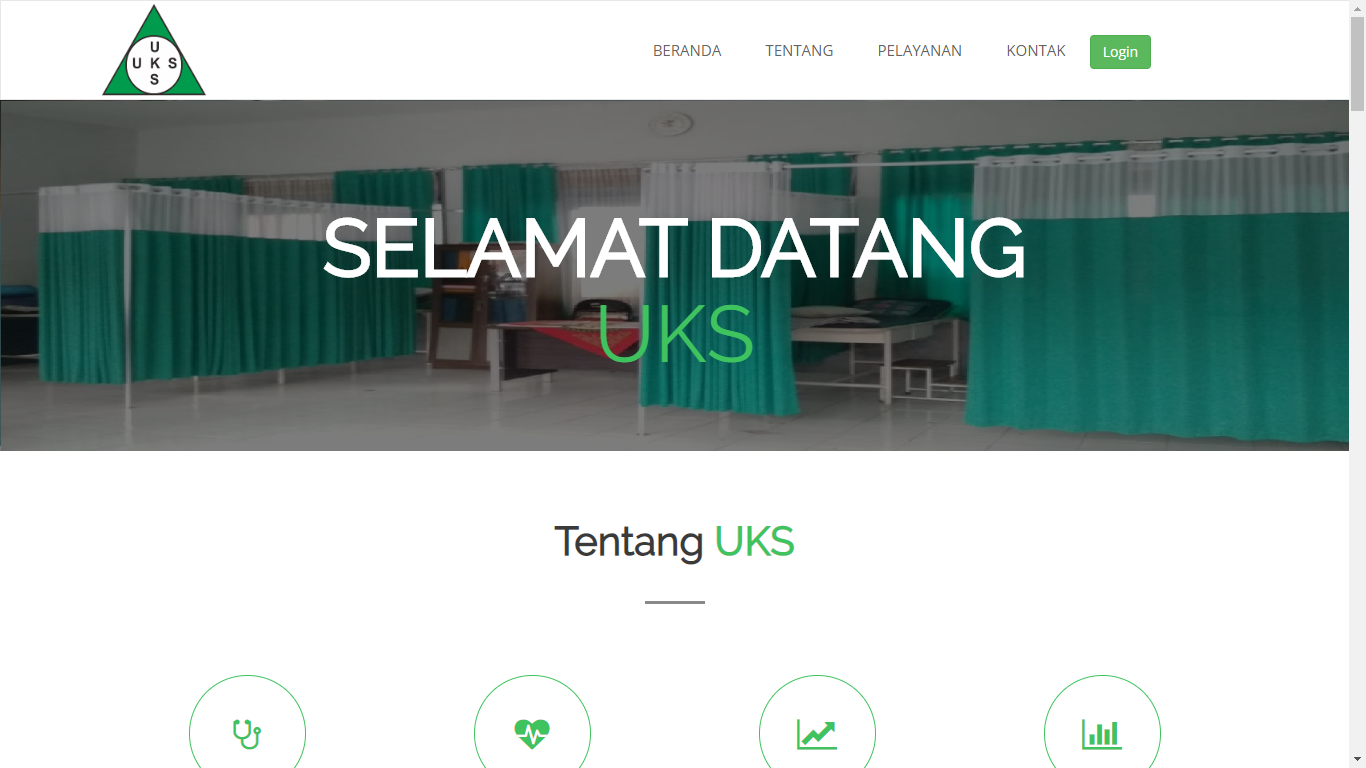 U
U K S
S
BERANDA
TENTANG
PELAYANAN
KONTAK
Login
SELAMAT DATANG
UKS
Tentang UKS